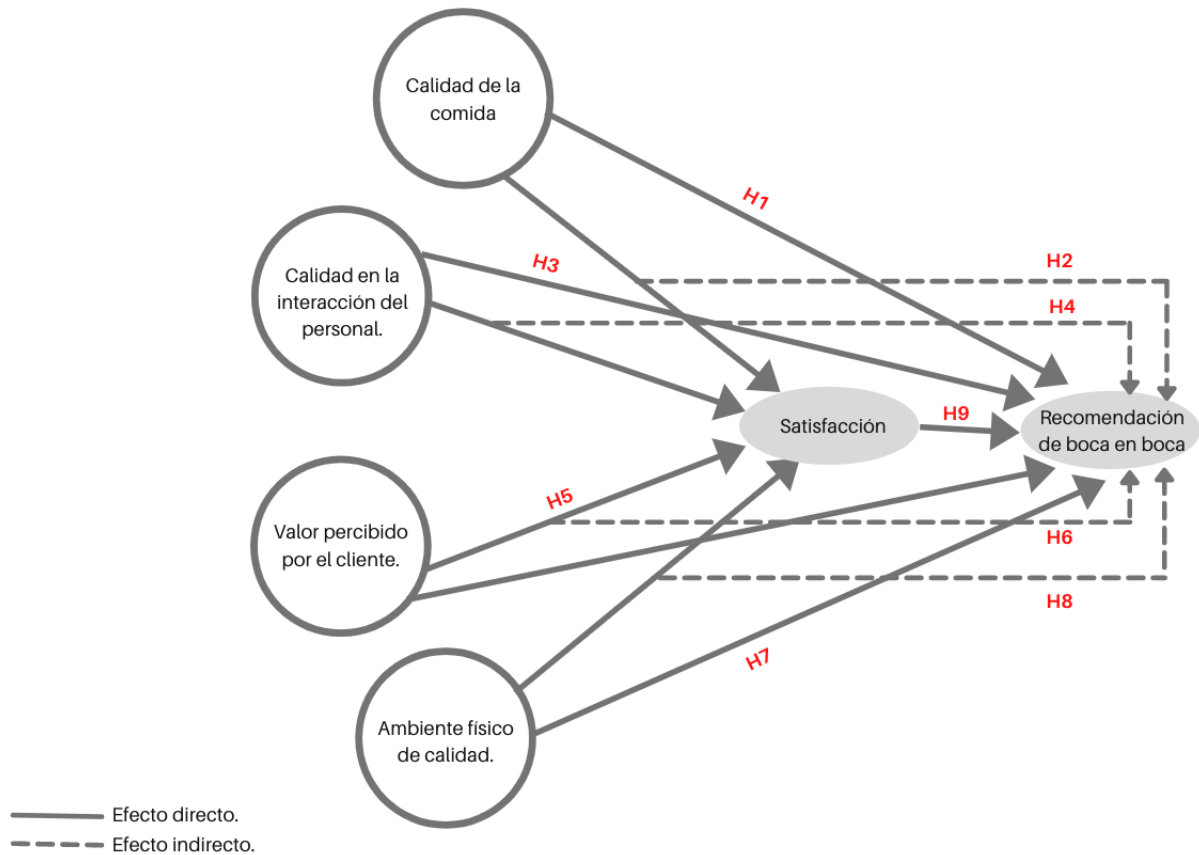 Calidad de la
comida
H1
Calidad en la
interacción del
personal.
H3
H2
H4
Satisfacción
H9
Recomendación
de boca en boca
Valor percibido
por el cliente.
H5
H6
H8
H7
Ambiente físico
de calidad.
Efecto directo.
Efecto indirecto.